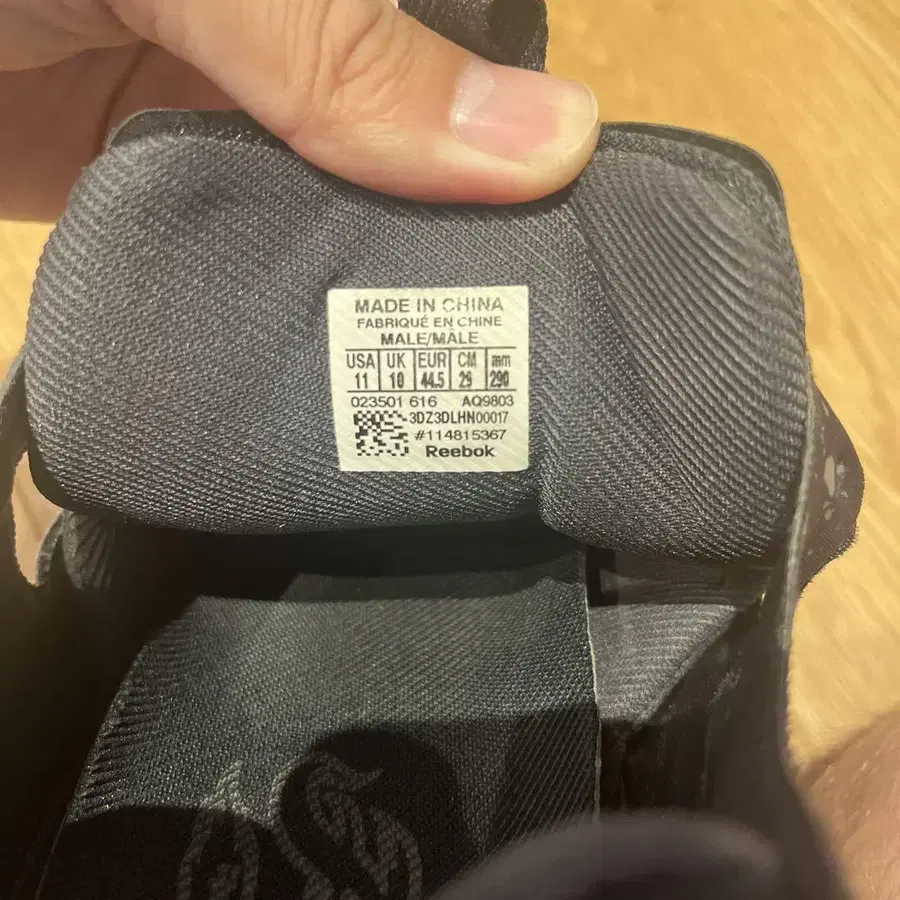 MADE IN CHINA
FABRIQUÉ EN CHINE
MALE/MÂLE
USA UK EUR CM mm
11 10 44.5 29 290
023501 616 AQ9803
3DZ3DLHN00017
#114815367
Reebok